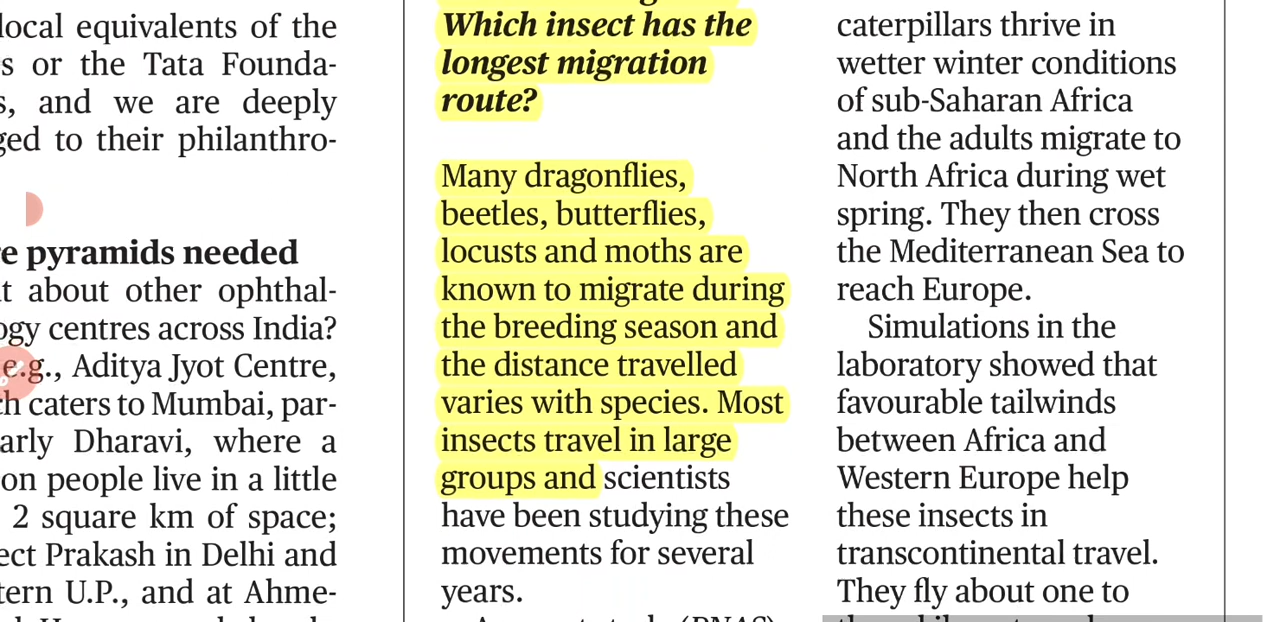 local equivalents of the
s or the Tata Founda-
s, and we are deeply
ged to their philanthro-
e pyramids needed
t about other ophthal-
ogy centres across India?
e.g., Aditya Jyot Centre,
ch caters to Mumbai, par-
arly Dharavi, where a
on people live in a little
2 square km of space;
ect Prakash in Delhi and
tern U.P., and at Ahme-
Which insect has the
longest migration
route?
Many dragonflies,
beetles, butterflies,
locusts and moths are
known to migrate during
the breeding season and
the distance travelled
varies with species. Most
insects travel in large
groups and scientists
have been studying these
movements for several
years.
(PNAS)
caterpillars thrive in
wetter winter conditions
of sub-Saharan Africa
and the adults migrate to
North Africa during wet
spring. They then cross
the Mediterranean Sea to
reach Europe.
Simulations in the
laboratory showed that
favourable tailwinds
between Africa and
Western Europe help
these insects in
transcontinental travel.
They fly about one to